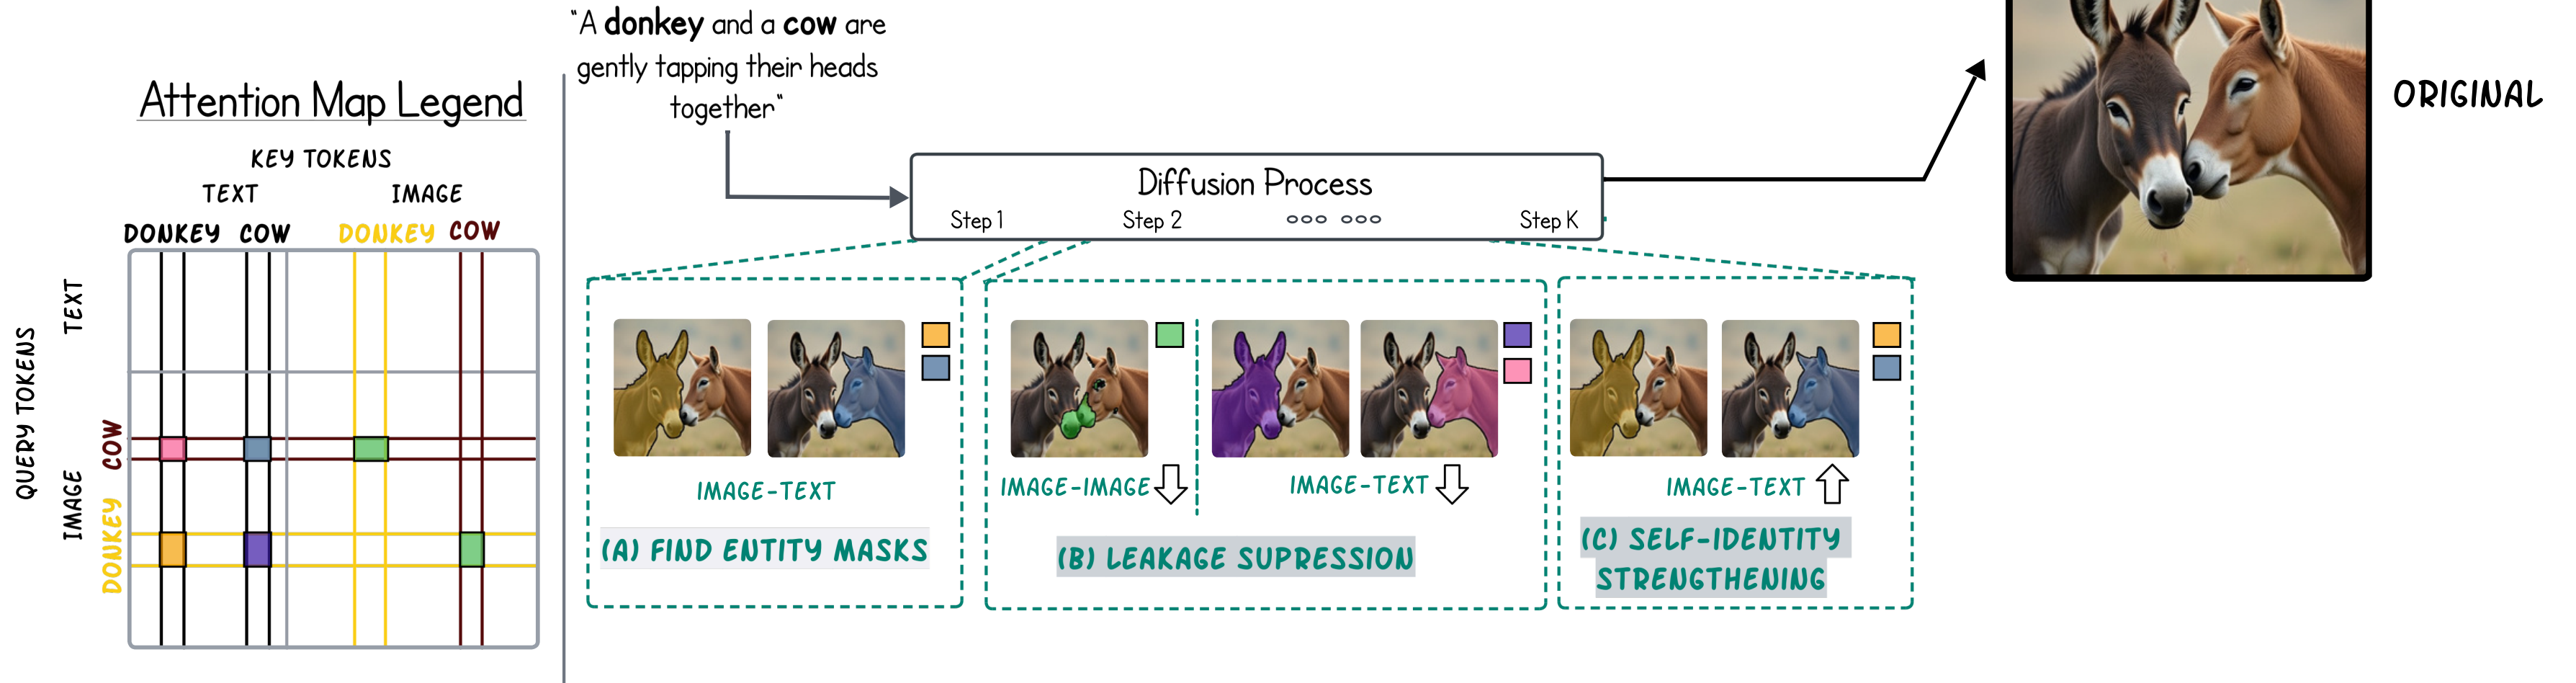 Attention Map Legend
KEY TOKENS
TEXT IMAGE
DONKEY COW DONKEY COW
QUERY TOKENS
TEXT
IMAGE
COW
DONKEY
"A donkey and a cow are
gently tapping their heads
together"
Diffusion Process
Step 1 Step 2 Step K
ORIGINAL
IMAGE-TEXT
(A) FIND ENTITY MASKS
IMAGE-IMAGE IMAGE-TEXT
(B) LEAKAGE SUPRESSION
IMAGE-TEXT
(C) SELF-IDENTITY
STRENGTHENING